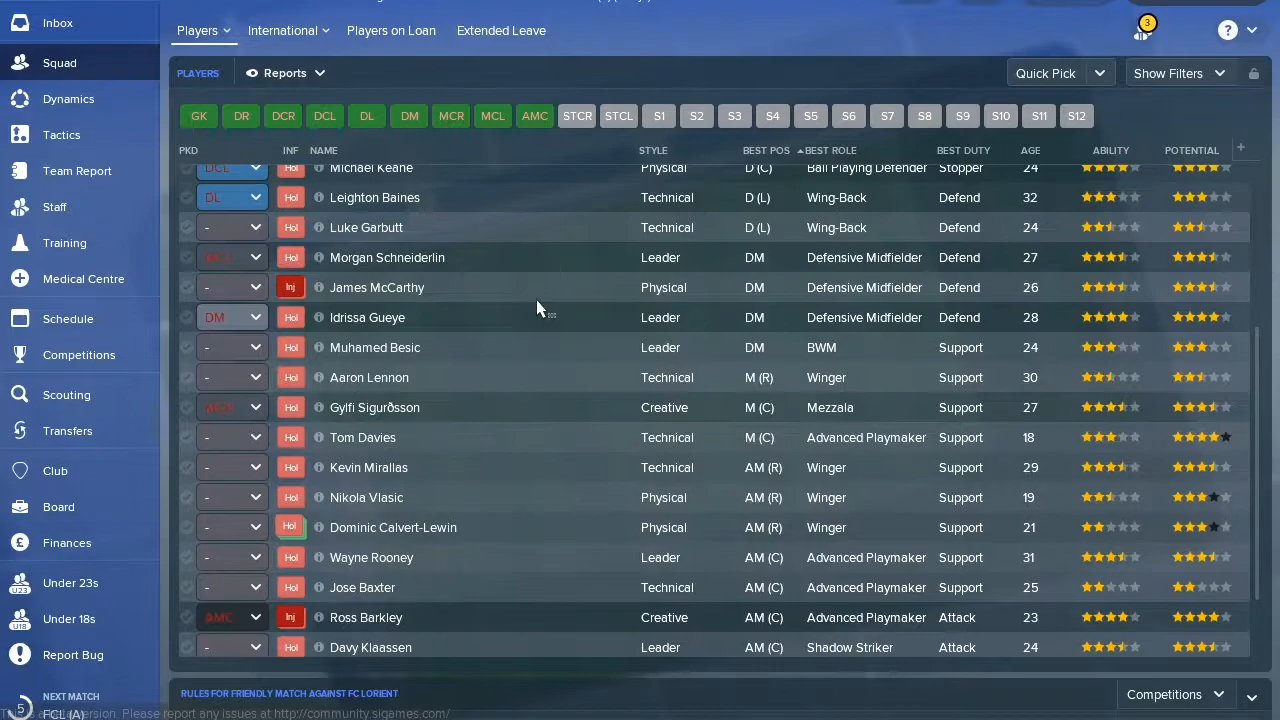 Inbox
Squad
Dynamics
Tactics
Team Report
Staff
Training
Medical Centre
Schedule
Competitions
Scouting
Transfers
Club
Board
Finances
Under 23s
Under 18s
Report Bug
NEXT MATCH
5 FCL (A)
Players International Players on Loan Extended Leave 3 ?
PLAYERS Reports Quick Pick Show Filters
GK DR DCR DCL DL DM MCR MCL AMC STCR STCL S1 S2 S3 S4 S5 S6 S7 S8 S9 S10 S11 S12
PKD INF NAME STYLE BEST POS BEST ROLE BEST DUTY AGE ABILITY POTENTIAL +
DCL Hol Michael Keane Physical D (C) Ball Playing Defender Stopper 24
DL Hol Leighton Baines Technical D (L) Wing-Back Defend 32
- Hol Luke Garbutt Technical D (L) Wing-Back Defend 24
Hol Morgan Schneiderlin Leader DM Defensive Midfielder Defend 27
- Inj James McCarthy Physical DM Defensive Midfielder Defend 26
DM Hol Idrissa Gueye Leader DM Defensive Midfielder Defend 28
- Hol Muhamed Besic Leader DM BWM Support 24
- Hol Aaron Lennon Technical M (R) Winger Support 30
Hol Gylfi Sigurðsson Creative M (C) Mezzala Support 27
- Hol Tom Davies Technical M (C) Advanced Playmaker Support 18
- Hol Kevin Mirallas Technical AM (R) Winger Support 29
- Hol Nikola Vlasic Physical AM (R) Winger Support 19
- Hol Dominic Calvert-Lewin Physical AM (R) Winger Support 21
- Hol Wayne Rooney Leader AM (C) Advanced Playmaker Support 31
- Hol Jose Baxter Technical AM (C) Advanced Playmaker Support 25
AMC Inj Ross Barkley Creative AM (C) Advanced Playmaker Attack 23
- Hol Davy Klaassen Leader AM (C) Shadow Striker Attack 24
RULES FOR FRIENDLY MATCH AGAINST FC LORIENT Competitions
version. Please report any issues at http://community.sigames.com/